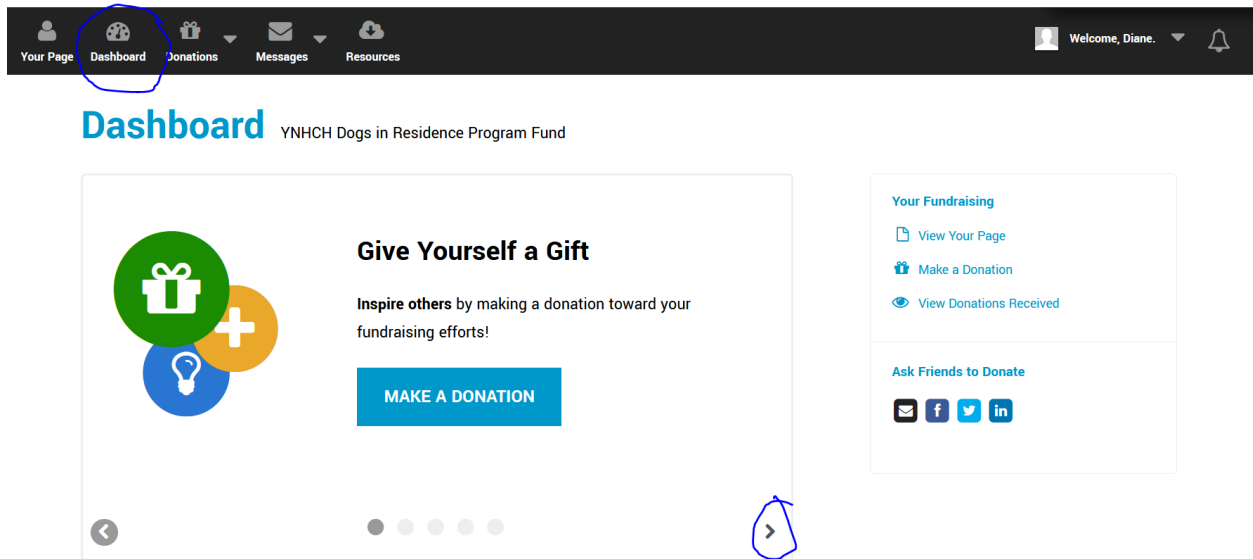 Your Page Dashboard Donations Messages Resources Welcome, Diane.
Dashboard YNHCH Dogs in Residence Program Fund
Give Yourself a Gift
Inspire others by making a donation toward your
fundraising efforts!
MAKE A DONATION
Your Fundraising
View Your Page
Make a Donation
View Donations Received
Ask Friends to Donate
f in